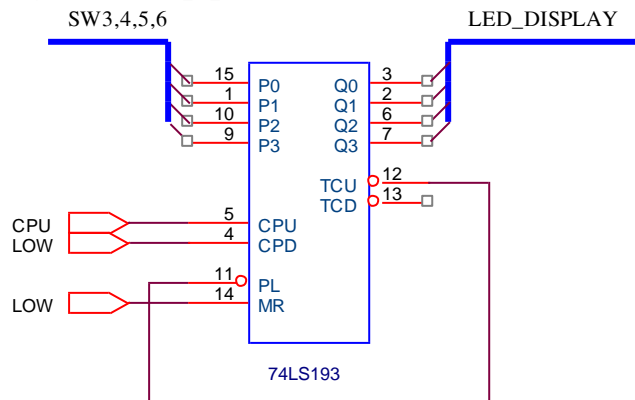 SW3,4,5,6 LED_DISPLAY
15 P0 Q0 3
1 P1 Q1 2
10 P2 Q2 6
9 P3 Q3 7
TCU 12
TCD 13
CPU 5 CPU
LOW 4 CPD
11 PL
LOW 14 MR
74LS193